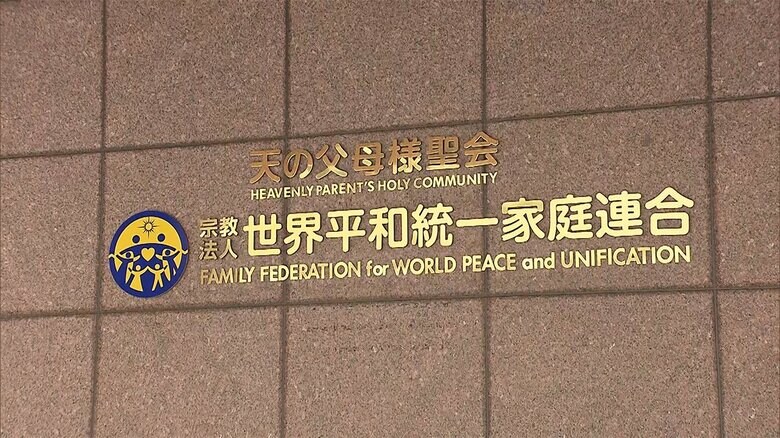 天の父母様聖会
HEAVENLY PARENT'S HOLY COMMUNITY
宗教法人 世界平和統一家庭連合
FAMILY FEDERATION for WORLD PEACE and UNIFICATION